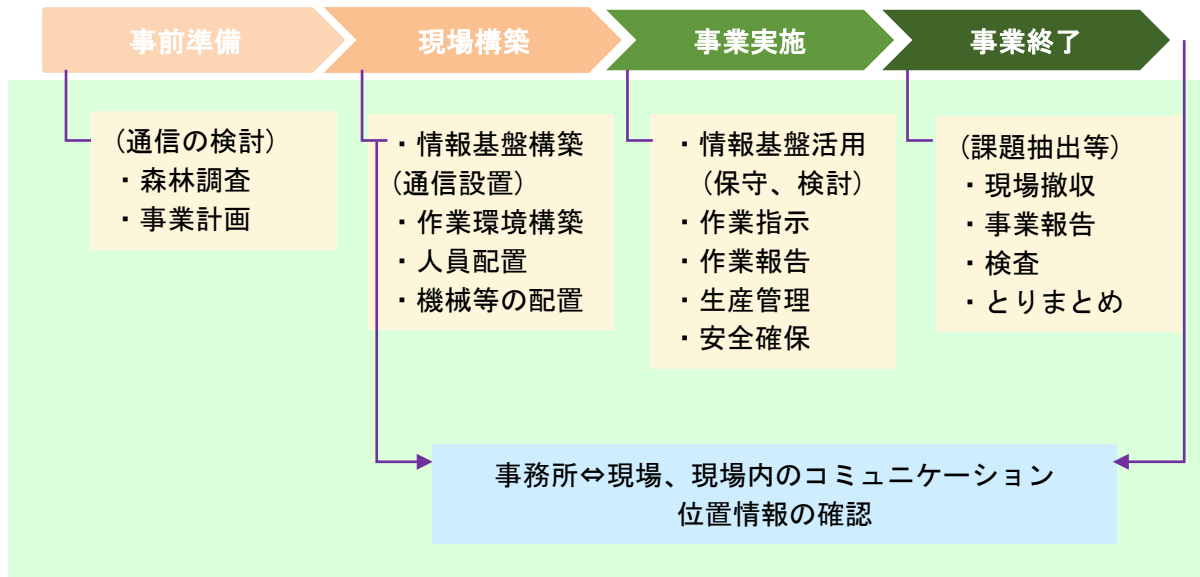 事前準備
現場構築
事業実施
事業終了
(通信の検討)
・森林調査
・事業計画
・情報基盤構築
(通信設置)
・作業環境構築
・人員配置
・機械等の配置
・情報基盤活用
(保守、検討)
・作業指示
・作業報告
・生産管理
・安全確保
(課題抽出等)
・現場撤収
・事業報告
・検査
・とりまとめ
事務所⇔現場、現場内のコミュニケーション
位置情報の確認